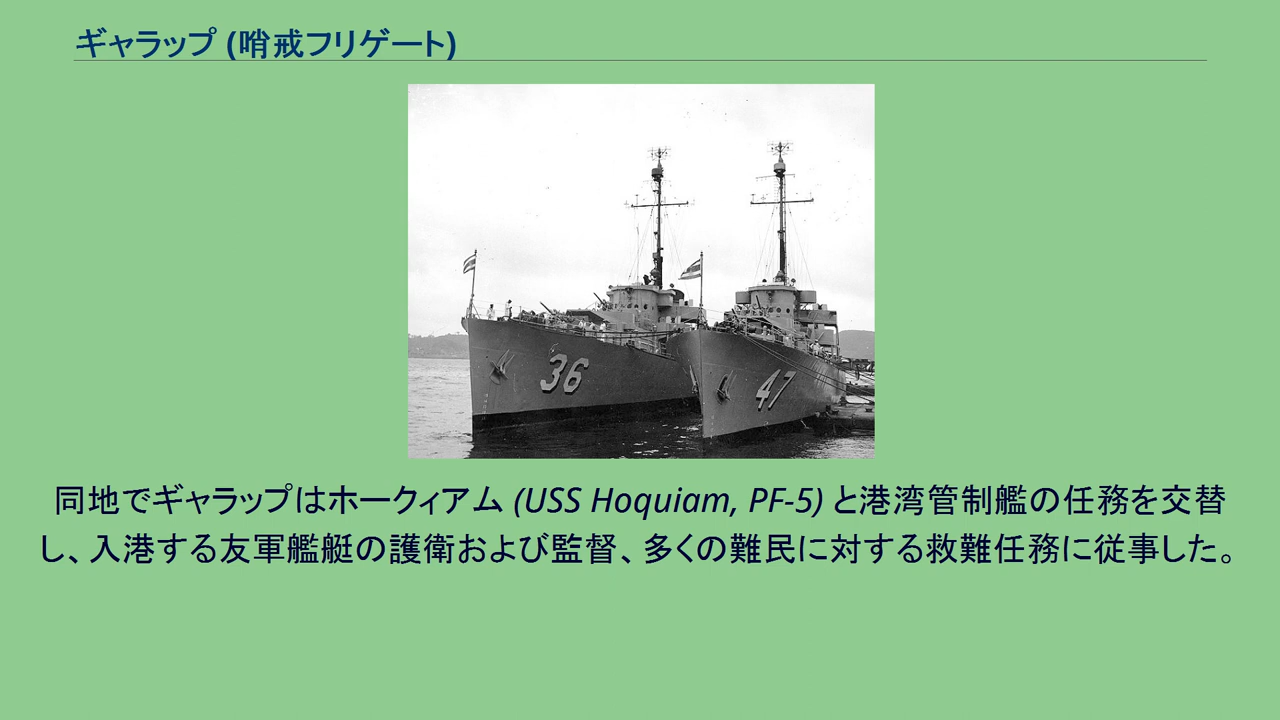 ギャラップ (哨戒フリゲート)
36
47
同地でギャラップはホークィアム (USS Hoquiam, PF-5) と港湾管制艦の任務を交替
し、入港する友軍艦艇の護衛および監督、多くの難民に対する救難任務に従事した。